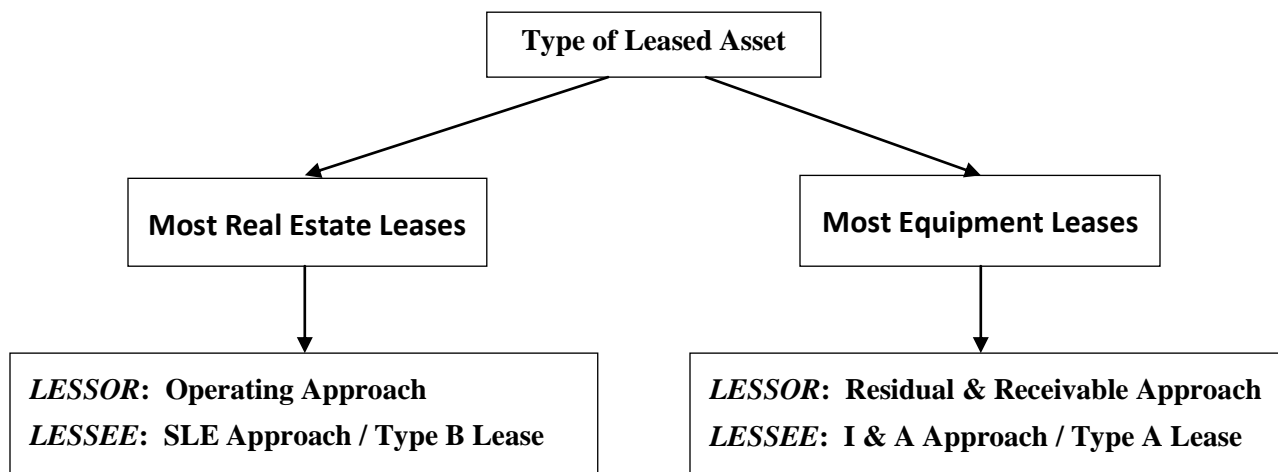 Type of Leased Asset
Most Real Estate Leases
Most Equipment Leases
LESSOR: Operating Approach
LESSEE: SLE Approach / Type B Lease
LESSOR: Residual & Receivable Approach
LESSEE: I & A Approach / Type A Lease